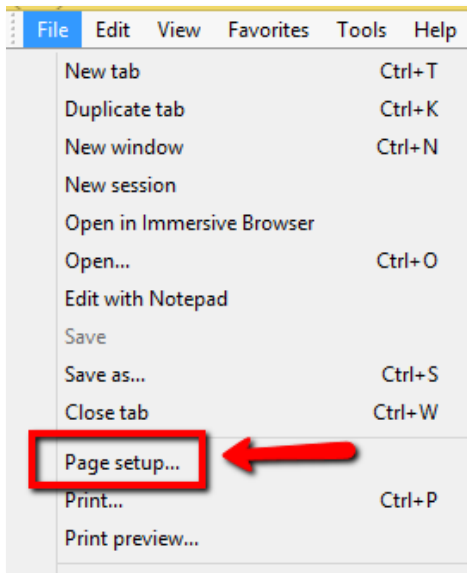 File Edit View Favorites Tools Help
New tab Ctrl+T
Duplicate tab Ctrl+K
New window Ctrl+N
New session
Open in Immersive Browser
Open... Ctrl+O
Edit with Notepad
Save
Save as... Ctrl+S
Close tab Ctrl+W
Page setup...
Print... Ctrl+P
Print preview...